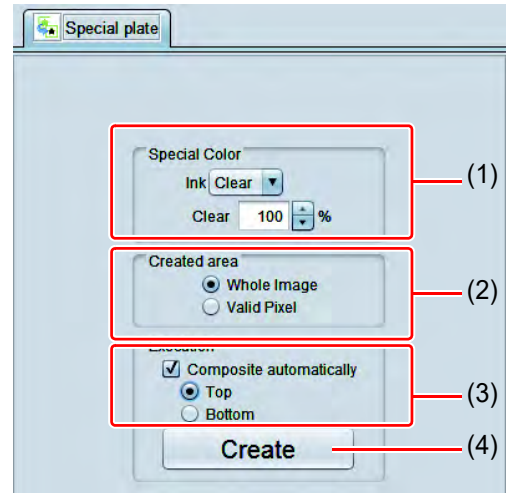 Special plate
Special Color
Ink Clear
(1)
Clear 100 %
Created area
Whole Image
(2)
Valid Pixel
Execution
Composite automatically
Top
(3)
Bottom
Create
(4)